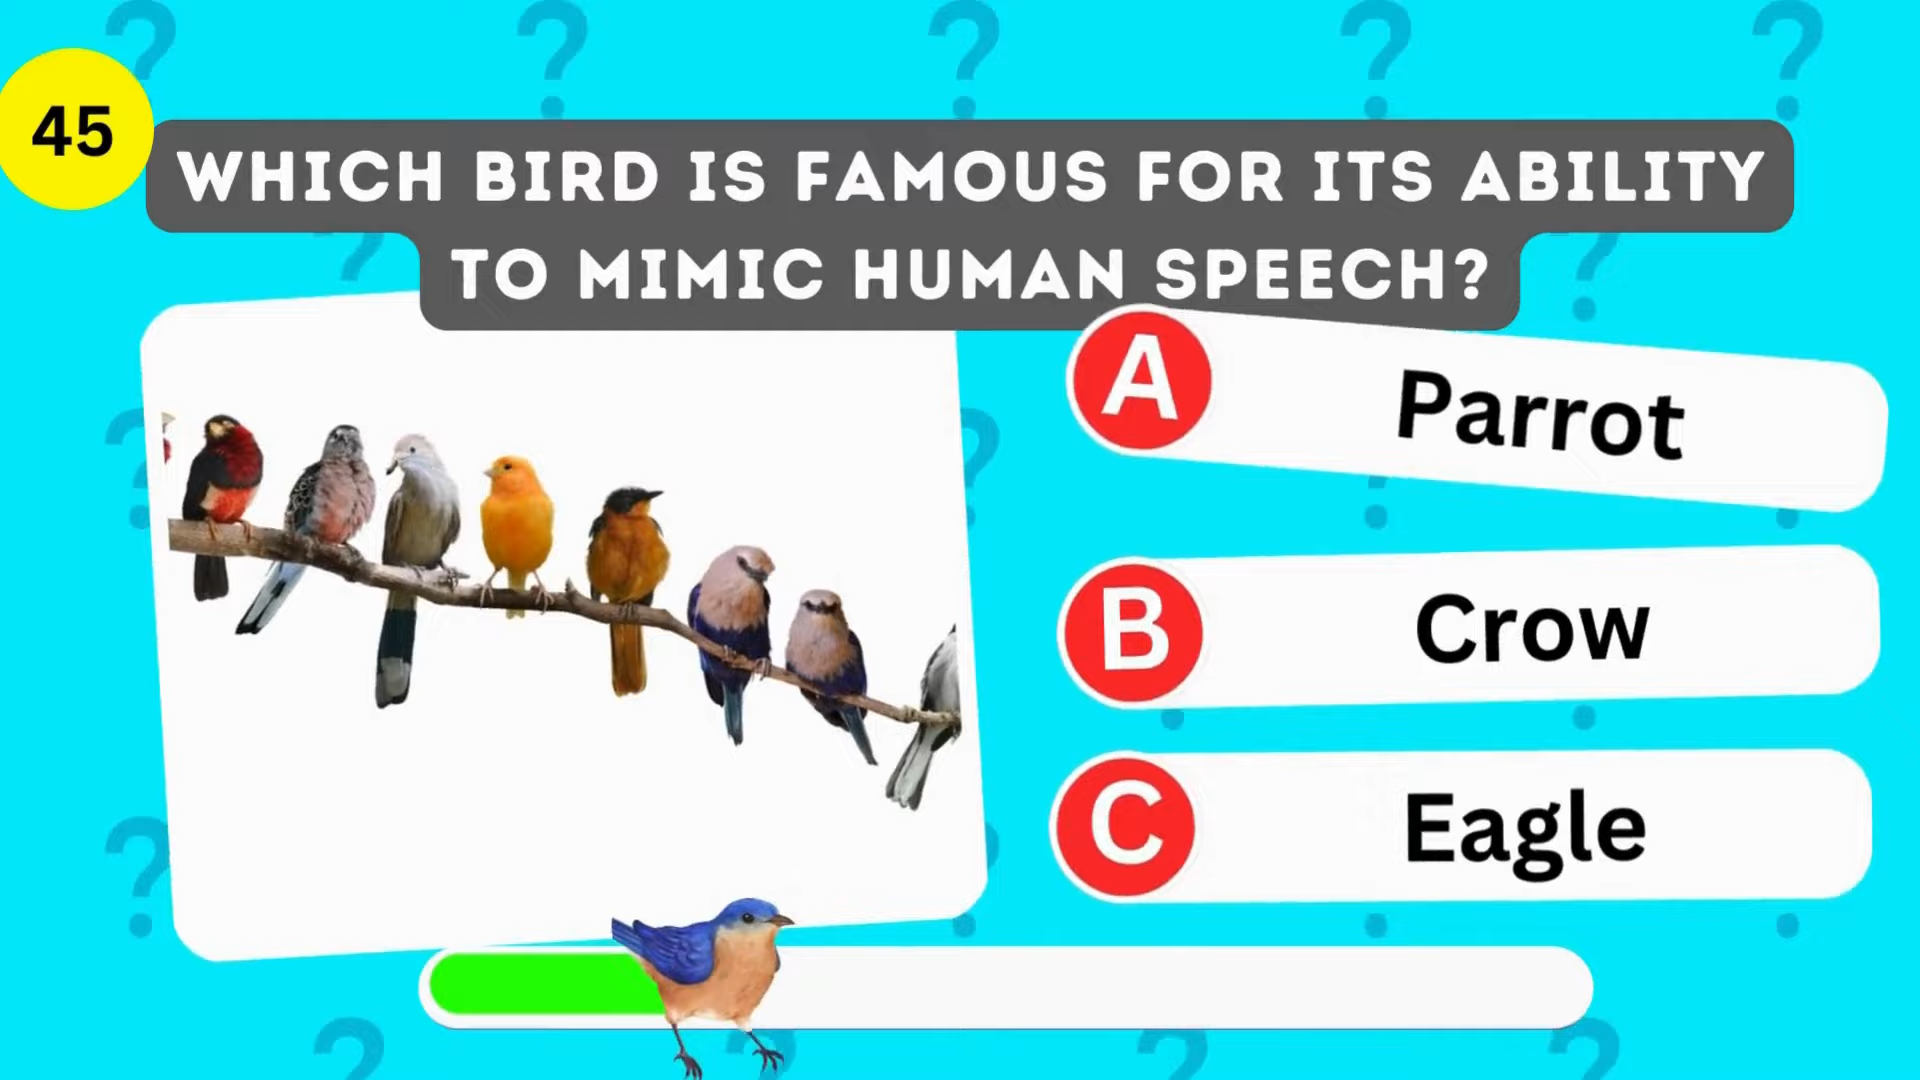 45
WHICH BIRD IS FAMOUS FOR ITS ABILITY
TO MIMIC HUMAN SPEECH?
A Parrot
B Crow
C Eagle